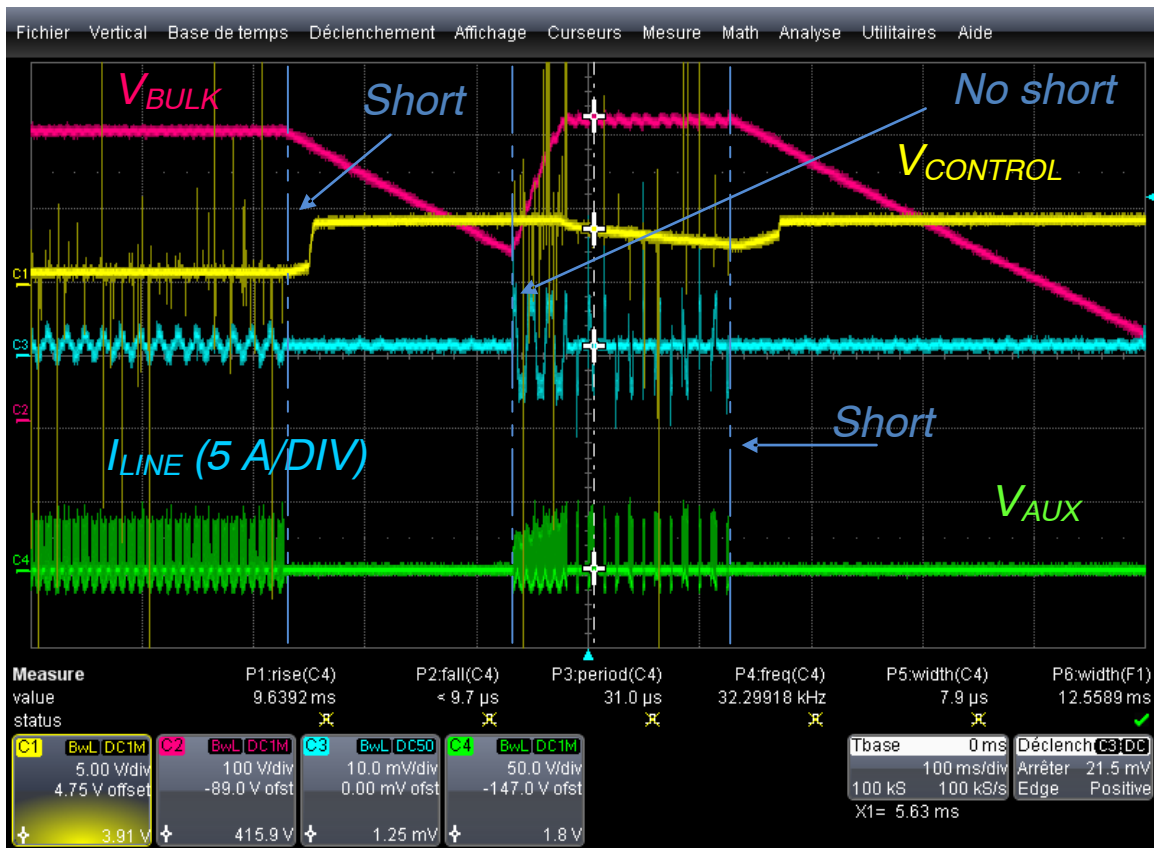 Fichier Vertical Base de temps Déclenchement Affichage Curseurs Mesure Math Analyse Utilitaires Aide
V_BULK
Short
No short
V_CONTROL
C1
C3
C2
Short
I_LINE (5 A/DIV)
V_AUX
C4
Measure P1:rise(C4) P2:fall(C4) P3:period(C4) P4:freq(C4) P5:width(C4) P6:width(F1)
value 9.6392 ms < 9.7 µs 31.0 µs 32.29918 kHz 7.9 µs 12.5589 ms
status
C1 BwL DC1M C2 BwL DC1M C3 BwL DC50 C4 BwL DC1M Tbase 0 ms Déclench C3 DC
5.00 V/div 100 V/div 10.0 mV/div 50.0 V/div 100 ms/div Arrêter 21.5 mV
4.75 V offset -89.0 V ofst 0.00 mV ofst -147.0 V ofst 100 kS 100 kS/s Edge Positive
3.91 V 415.9 V 1.25 mV 1.8 V
X1= 5.63 ms